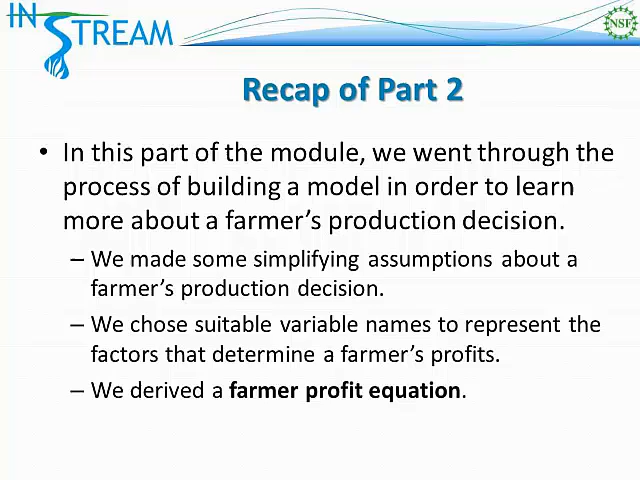 IN STREAM
NSF
Recap of Part 2
• In this part of the module, we went through the
process of building a model in order to learn
more about a farmer's production decision.
– We made some simplifying assumptions about a
farmer's production decision.
– We chose suitable variable names to represent the
factors that determine a farmer's profits.
– We derived a farmer profit equation.